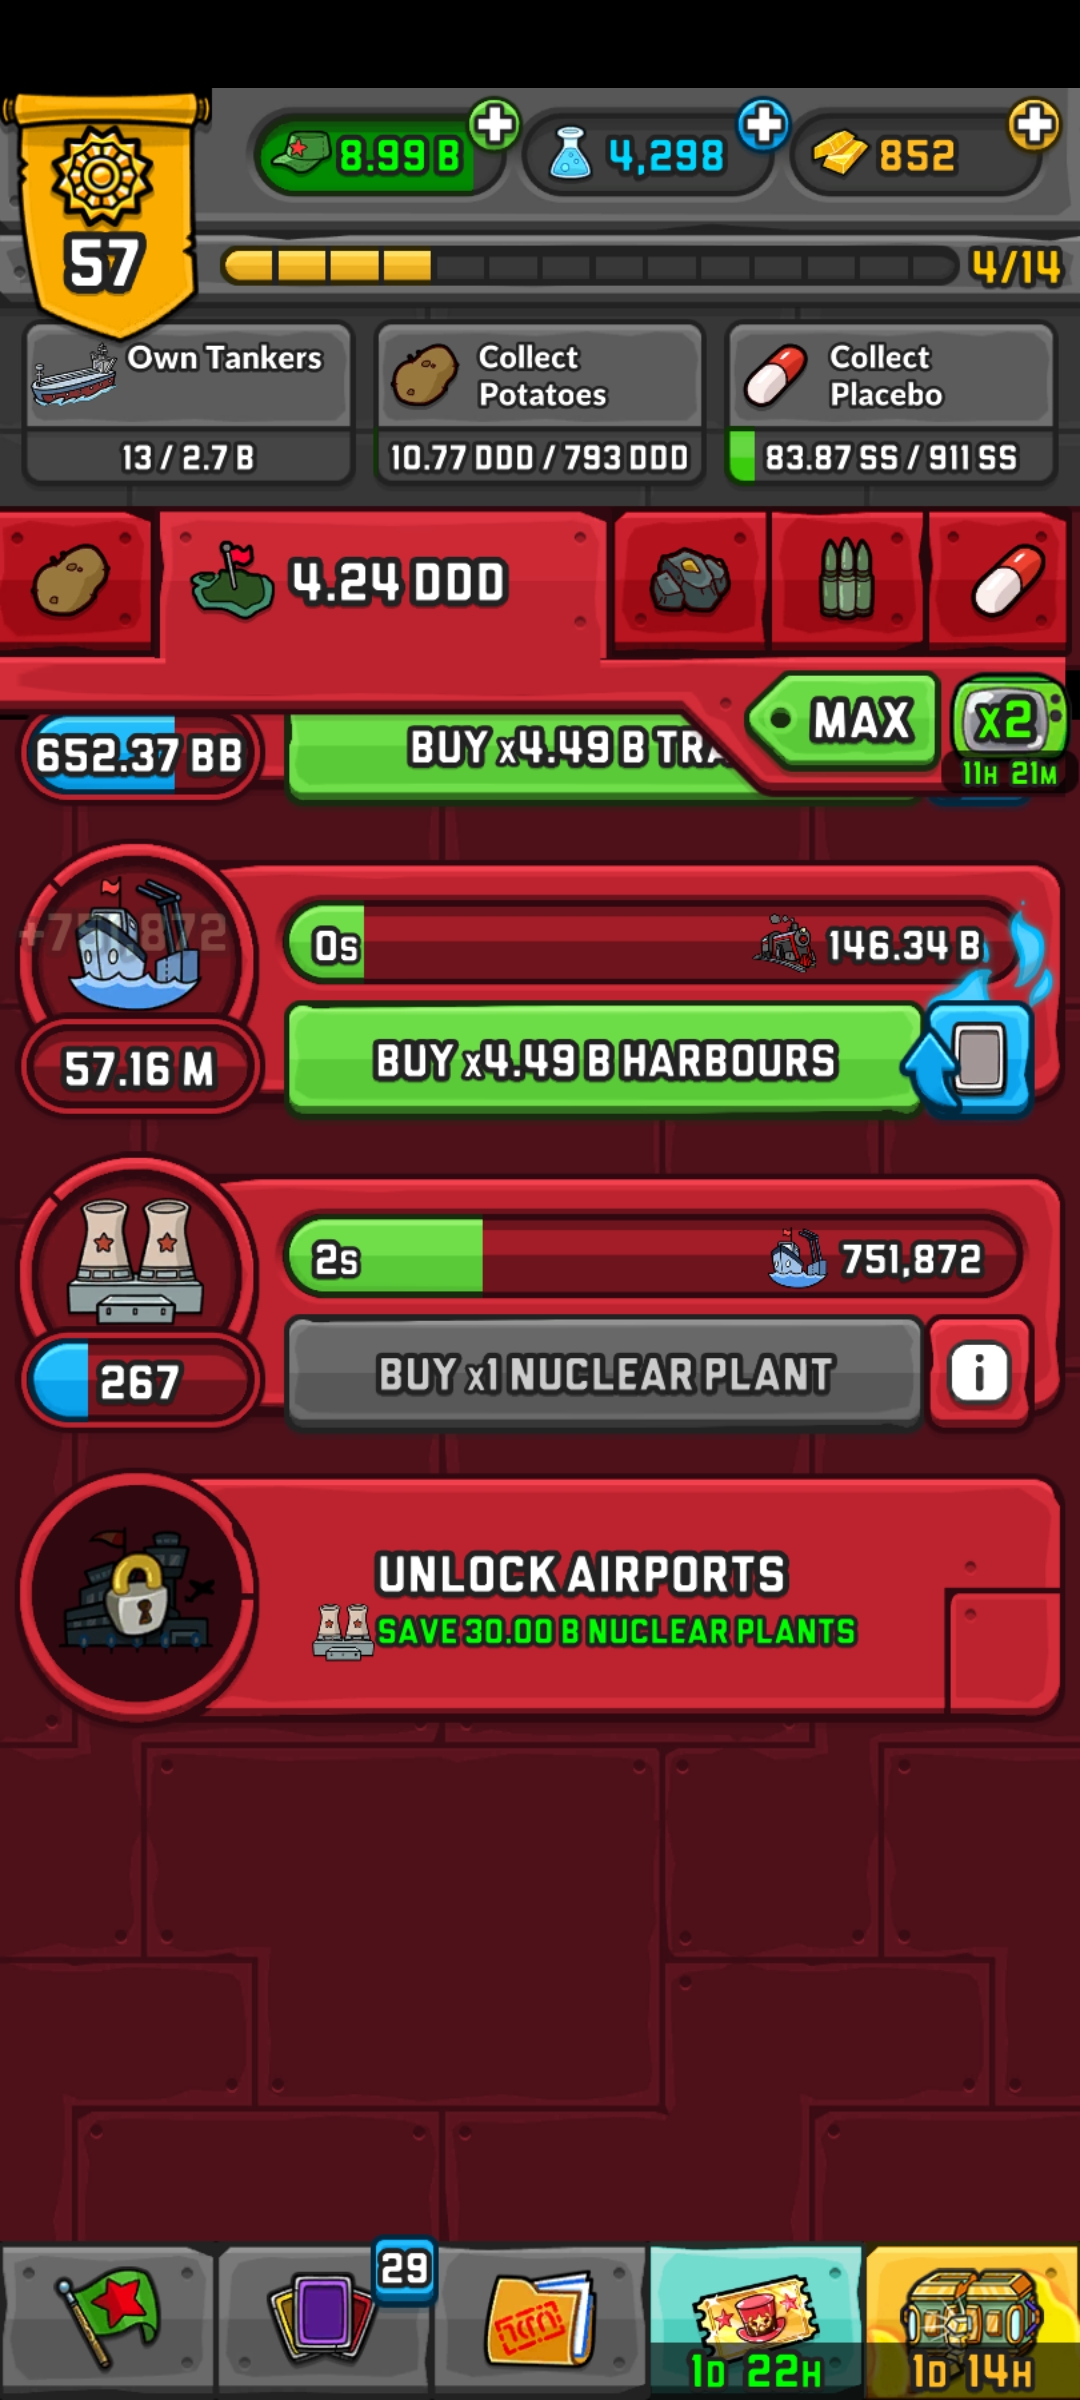 57
8.99 B
4,298
852
4/14
Own Tankers
13 / 2.7 B
Collect
Potatoes
10.77 DDD / 793 DDD
Collect
Placebo
83.87 SS / 911 SS
4.24 DDD
MAX
x2
11H 21M
652.37 BB
BUY x4.49 B TRA
+751,872
0s
146.34 B
57.16 M
BUY x4.49 B HARBOURS
2s
751,872
267
BUY x1 NUCLEAR PLANT
i
UNLOCK AIRPORTS
SAVE 30.00 B NUCLEAR PLANTS
29
1D 22H
1D 14H